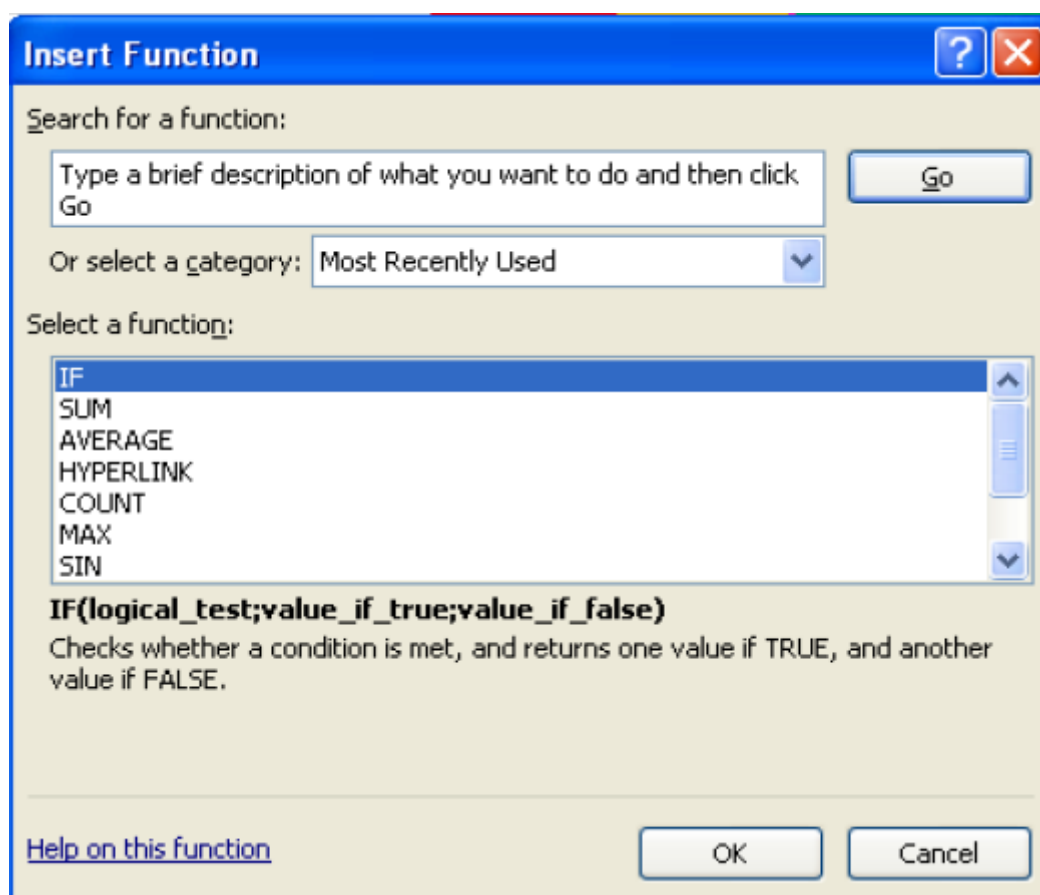 Insert Function
Search for a function:
Type a brief description of what you want to do and then click
Go
Go
Or select a category: Most Recently Used
Select a function:
IF
SUM
AVERAGE
HYPERLINK
COUNT
MAX
SIN
IF(logical_test;value_if_true;value_if_false)
Checks whether a condition is met, and returns one value if TRUE, and another
value if FALSE.
Help on this function
OK
Cancel